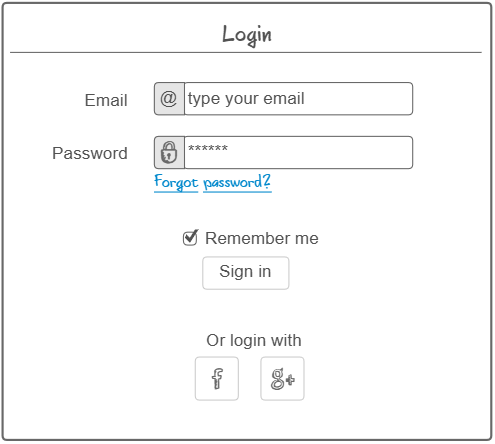 Login
Email @ type your email
Password ******
Forgot password?
Remember me
Sign in
Or login with
f g+